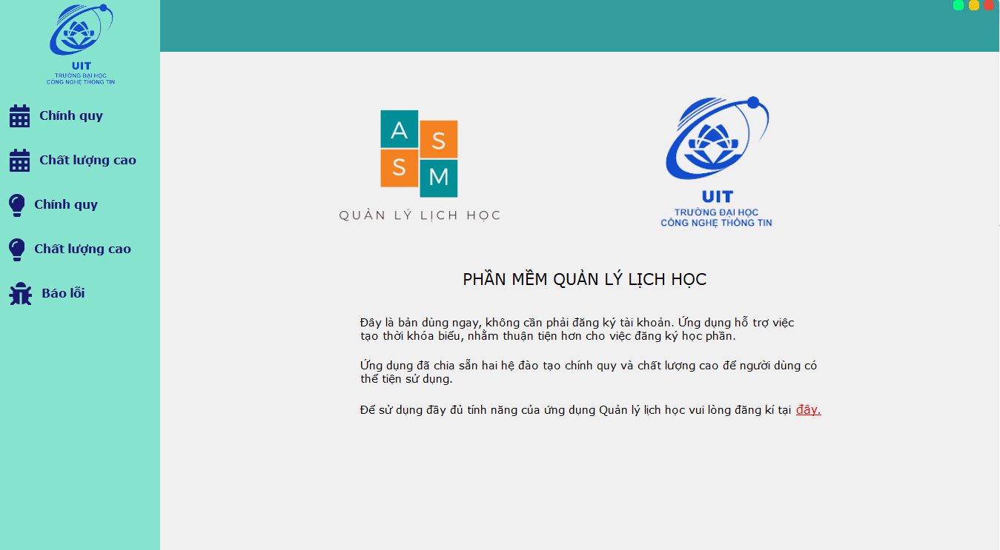 UIT
TRƯỜNG ĐẠI HỌC
CÔNG NGHỆ THÔNG TIN
Chính quy
Chất lượng cao
Chính quy
Chất lượng cao
Báo lỗi
A
S
S
M
QUẢN LÝ LỊCH HỌC
UIT
TRƯỜNG ĐẠI HỌC
CÔNG NGHỆ THÔNG TIN
PHẦN MỀM QUẢN LÝ LỊCH HỌC
Đây là bản dùng ngay, không cần phải đăng ký tài khoản. Ứng dụng hỗ trợ việc
tạo thời khóa biểu, nhằm thuận tiện hơn cho việc đăng ký học phần.
Ứng dụng đã chia sẵn hai hệ đào tạo chính quy và chất lượng cao để người dùng có
thể tiện sử dụng.
Để sử dụng đầy đủ tính năng của ứng dụng Quản lý lịch học vui lòng đăng kí tại đây.